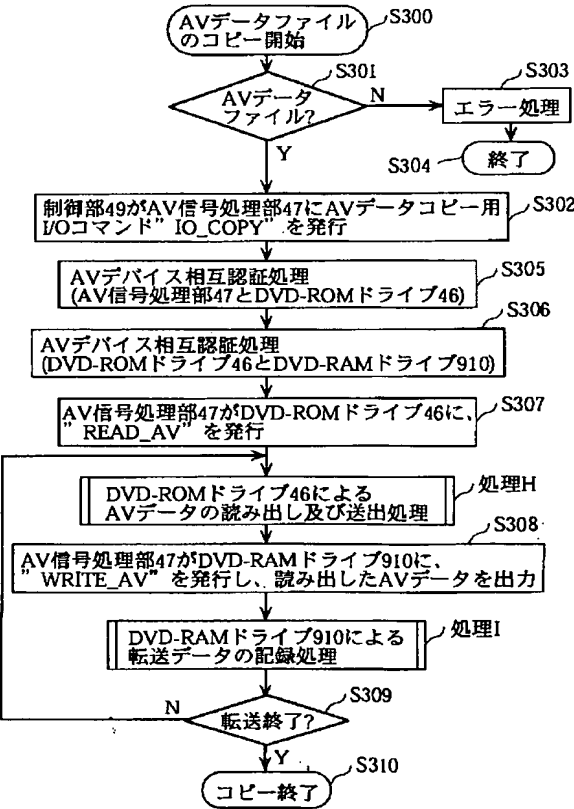 AVデータファイル
のコピー開始
S300
S301
AVデータ
ファイル?
N
S303
エラー処理
Y
S304
終了
S302
制御部49がAV信号処理部47にAVデータコピー用
I/Oコマンド”IO_COPY”を発行
S305
AVデバイス相互認証処理
(AV信号処理部47とDVD-ROMドライブ46)
S306
AVデバイス相互認証処理
(DVD-ROMドライブ46とDVD-RAMドライブ910)
S307
AV信号処理部47がDVD-ROMドライブ46に、
”READ_AV”を発行
処理H
DVD-ROMドライブ46による
AVデータの読み出し及び送出処理
S308
AV信号処理部47がDVD-RAMドライブ910に、
”WRITE_AV”を発行し、読み出したAVデータを出力
処理I
DVD-RAMドライブ910による
転送データの記録処理
S309
N
転送終了?
Y
S310
コピー終了